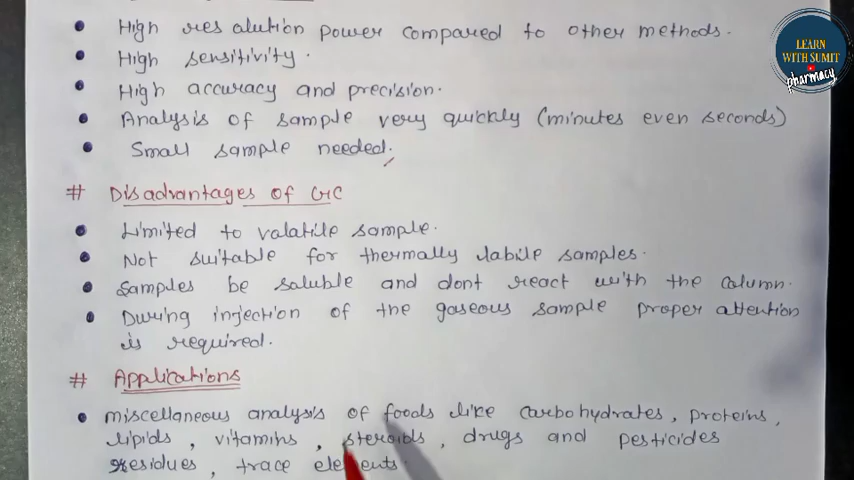 High res alution power compared to other methods.
High sensitivity.
High accuracy and precision.
Analysis of sample very quickly (minutes even seconds)
Small sample needed.
# Disadvantages of GC
Limited to valatile sample.
Not suitable for thermally labile samples.
Samples be soluble and dont react with the column.
During injection of the gaseous sample proper attention
is required.
# Applications
miscellaneous analysis of foods like carbohydrates, proteins,
lipids, vitamins, steroids, drugs and pesticides
residues, trace elements.
LEARN
WITH SUMIT
pharmacy